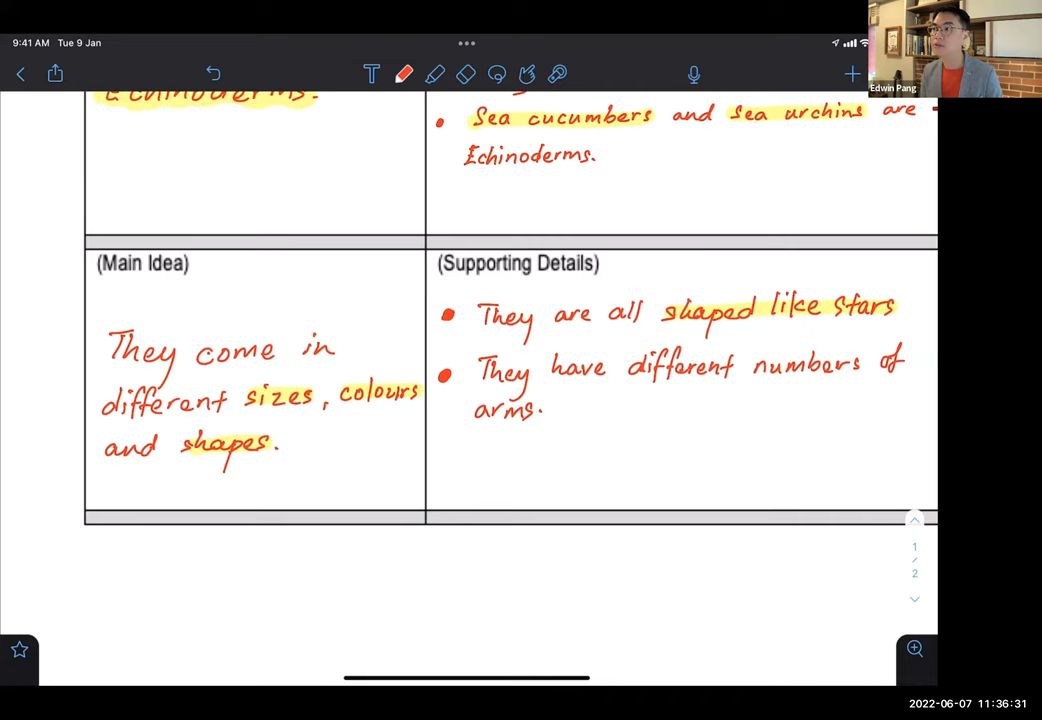 9:41 AM Tue 9 Jan
Edwin Pang
Echinoderms.
• Sea cucumbers and sea urchins are
Echinoderms.
(Main Idea)
They come in
different sizes, colours
and shapes.
(Supporting Details)
• They are all shaped like stars
• They have different numbers of
arms.
1
/
2
2022-06-07 11:36:31